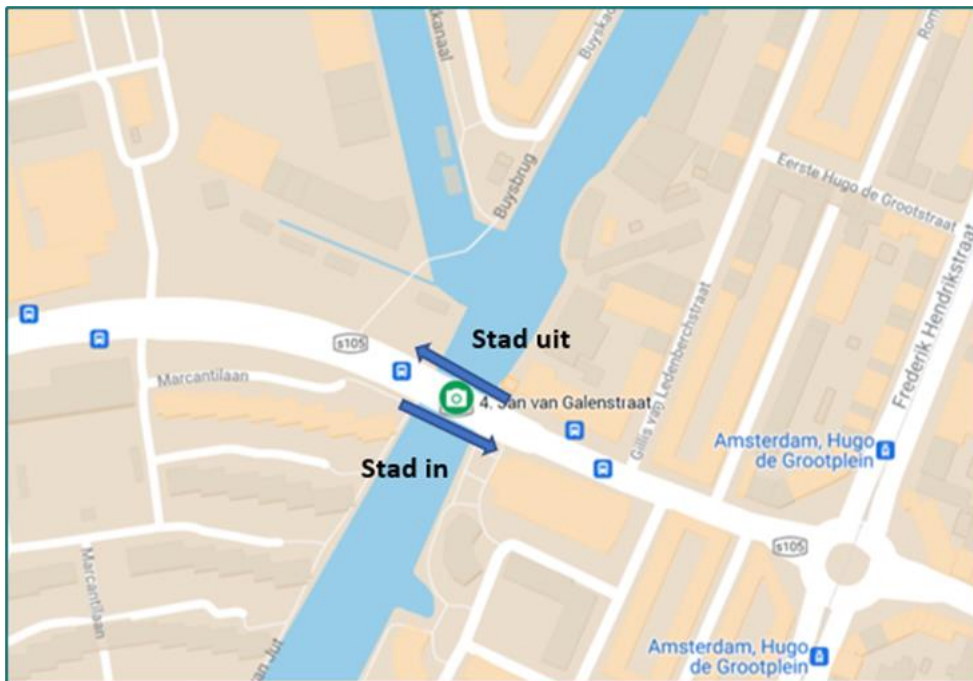 Buyskade
Buysbrug
Eerste Hugo de Grootstraat
Frederik Hendrikstraat
Gillis van Ledenberchstraat
Stad uit
s105
Marcantilaan
4. Jan van Galenstraat
Stad in
Amsterdam, Hugo
de Grootplein
s105
Marcantilaan
an Jut
Amsterdam, Hugo
de Grootplein